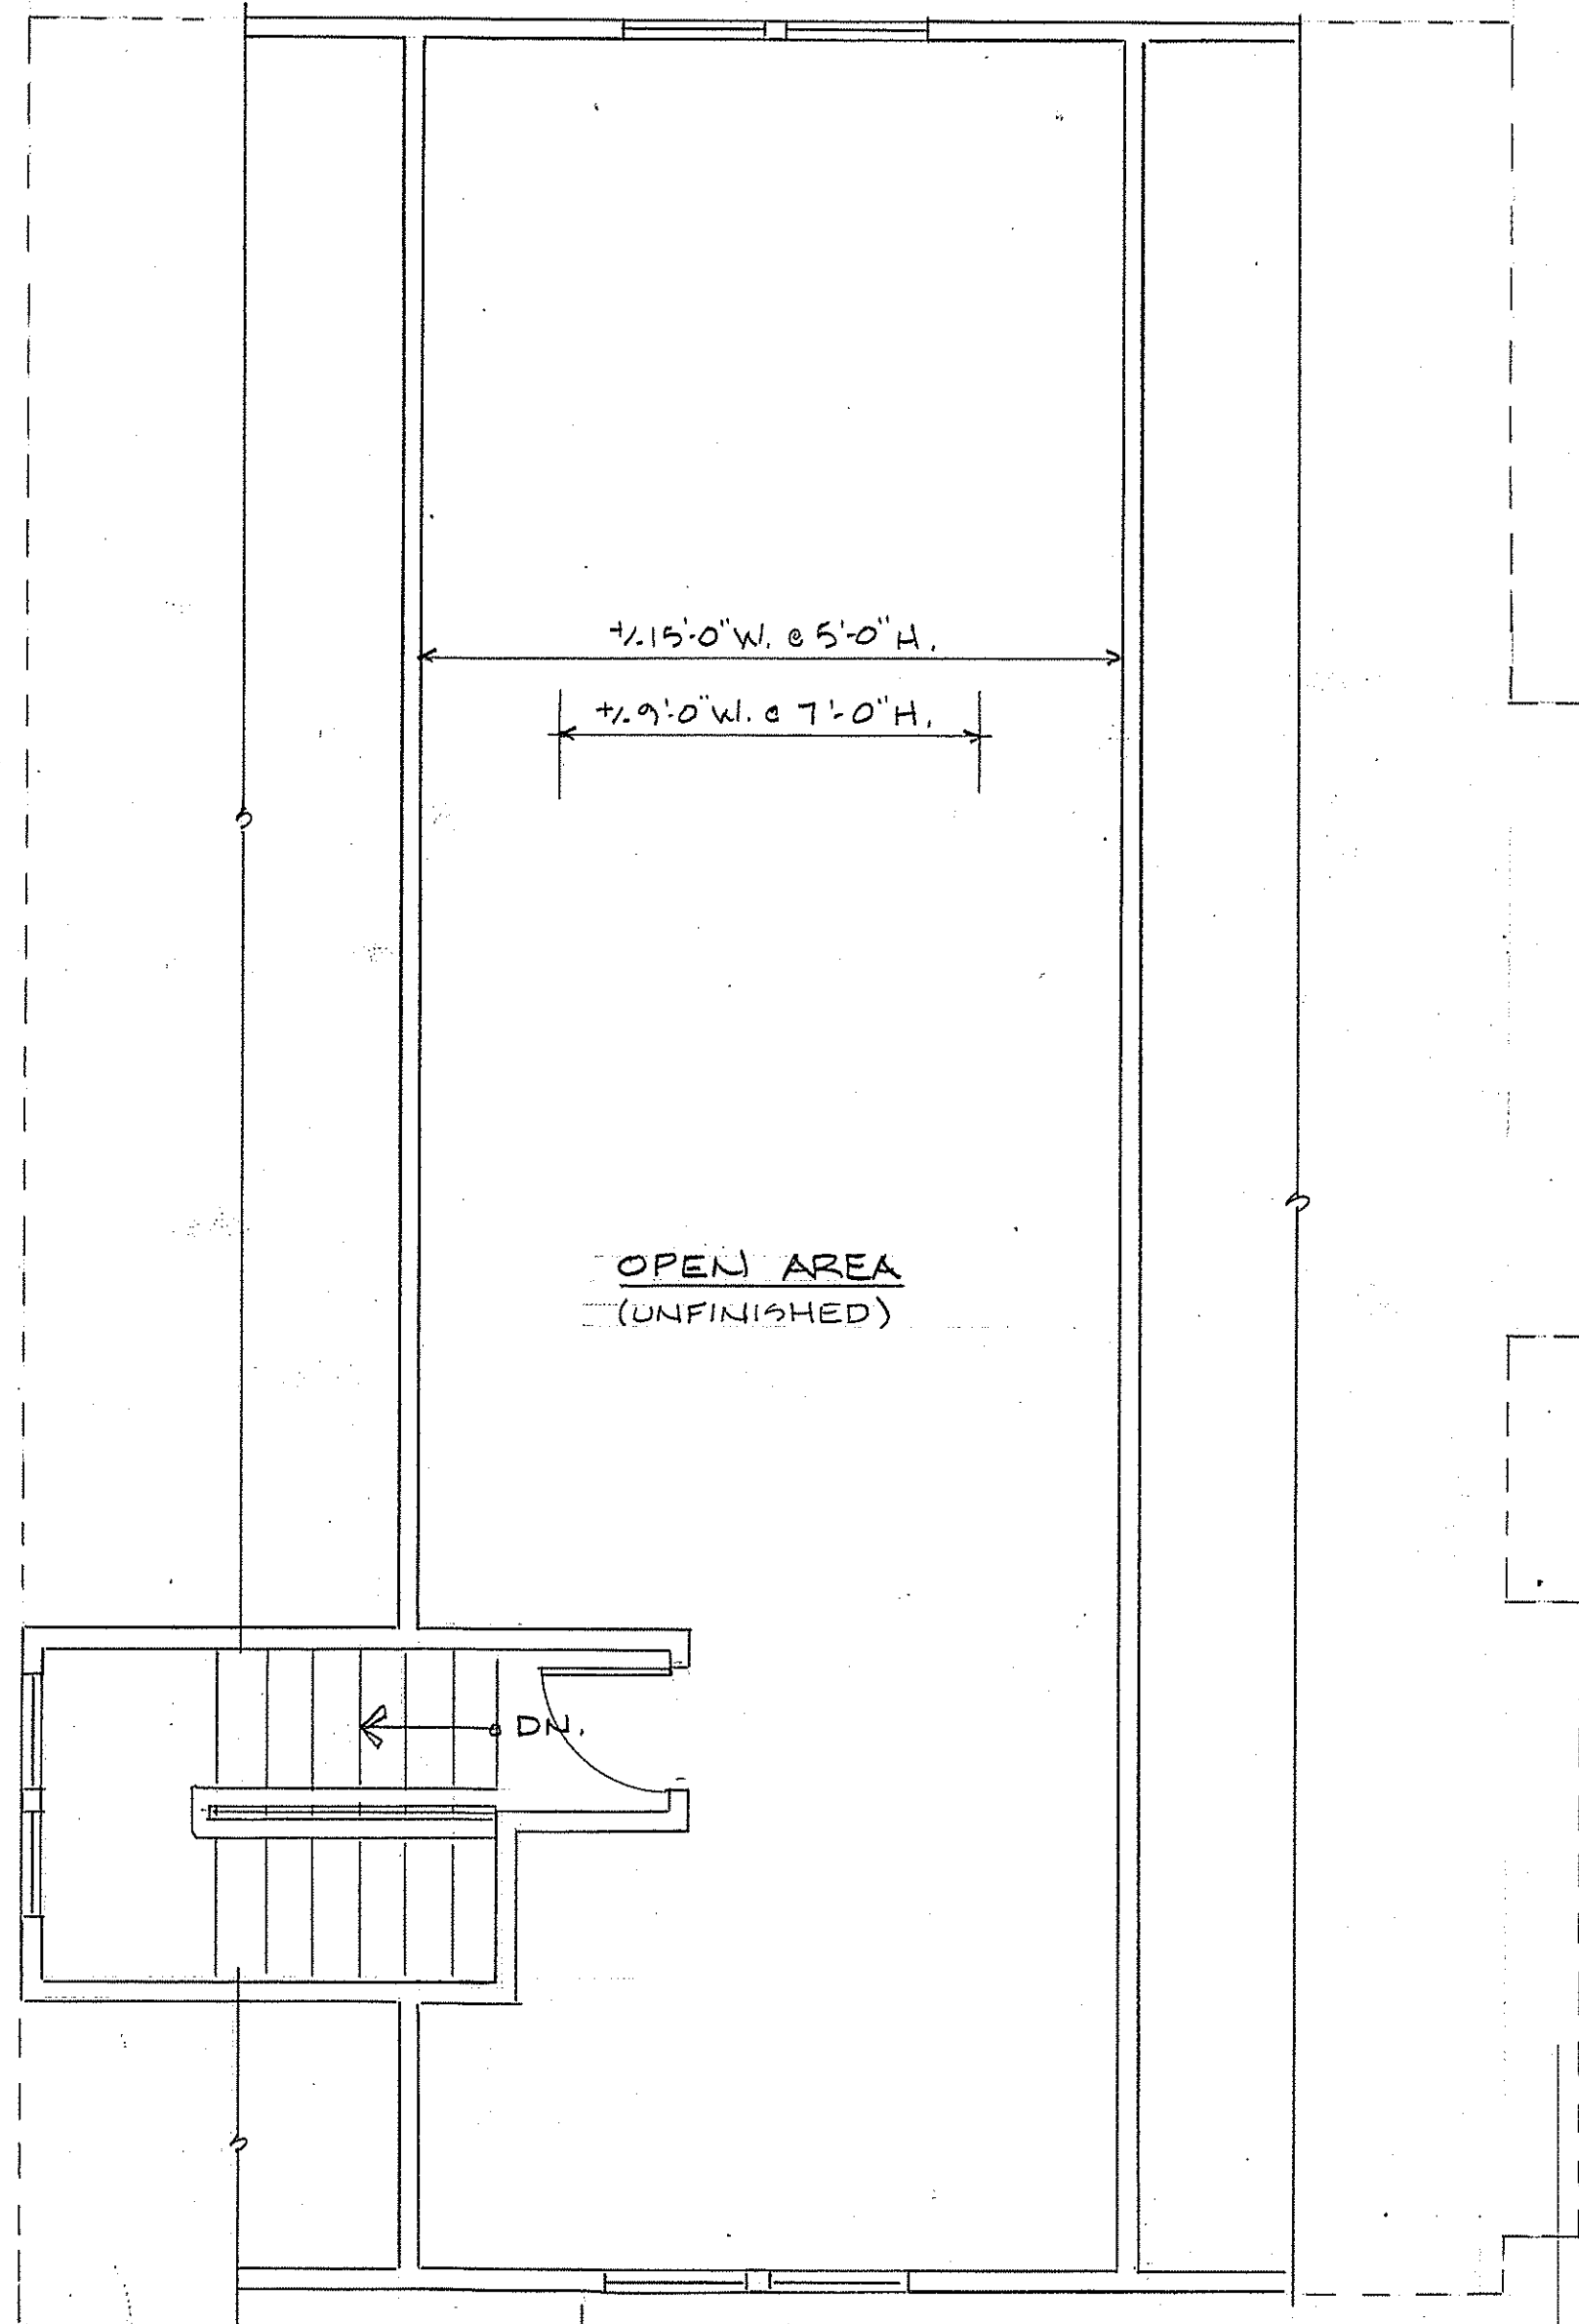 +/-15'-0" W. @ 5'-0" H.
+/-9'-0" W. @ 7'-0" H.
OPEN AREA
(UNFINISHED)
DN.